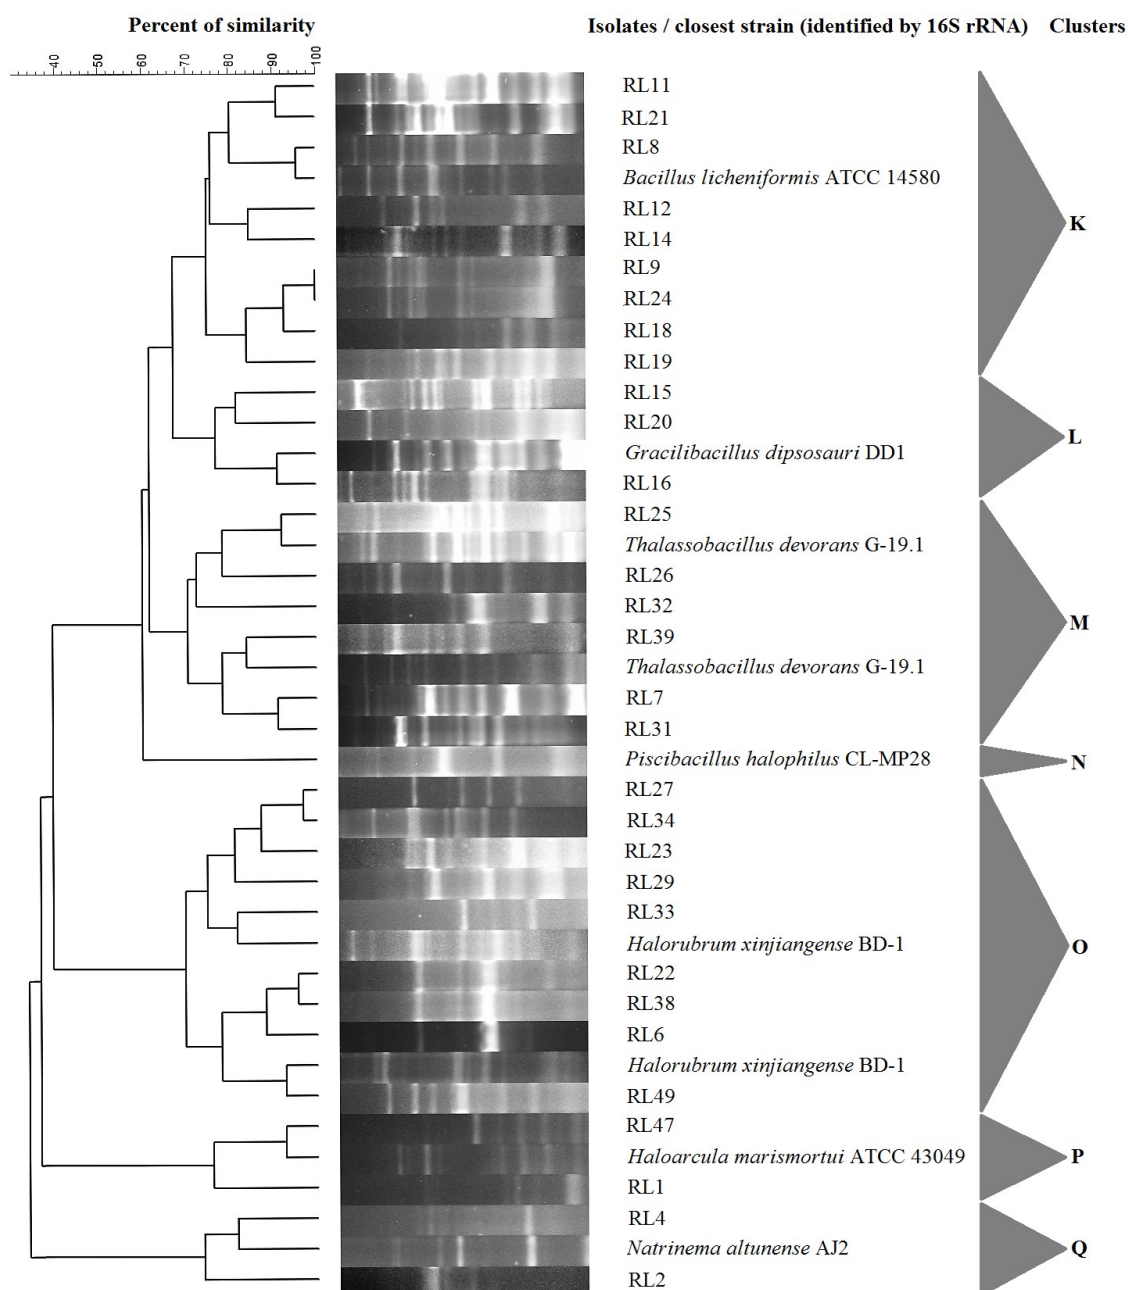 Percent of similarity
Isolates / closest strain (identified by 16S rRNA)
Clusters
40 50 60 70 80 90 100
RL11
RL21
RL8
Bacillus licheniformis ATCC 14580
RL12
K
RL14
RL9
RL24
RL18
RL19
RL15
RL20
L
Gracilibacillus dipsosauri DD1
RL16
RL25
Thalassobacillus devorans G-19.1
RL26
RL32
M
RL39
Thalassobacillus devorans G-19.1
RL7
RL31
Piscibacillus halophilus CL-MP28
N
RL27
RL34
RL23
RL29
RL33
Halorubrum xinjiangense BD-1
O
RL22
RL38
RL6
Halorubrum xinjiangense BD-1
RL49
RL47
Haloarcula marismortui ATCC 43049
P
RL1
RL4
Natrinema altunense AJ2
Q
RL2